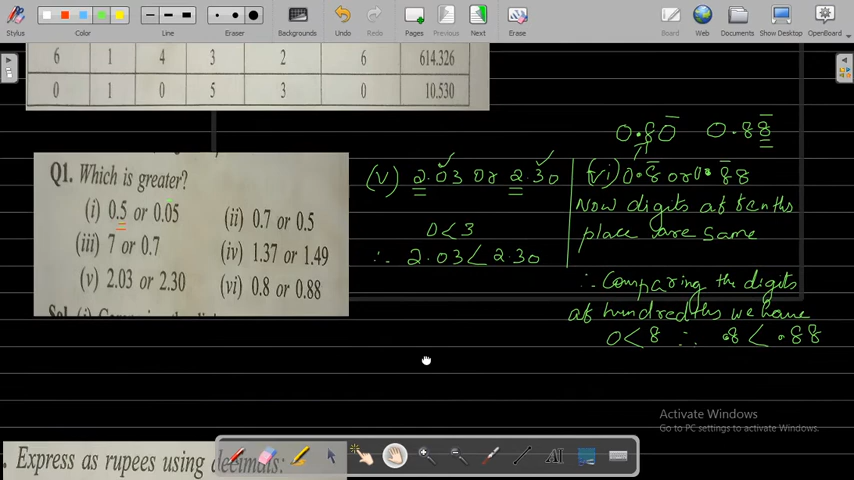 Stylus Color Line Eraser Undo Pages Previous Next Erase Board Web Documents Show Desktop OpenBoard
6 1 4 3 2 6 614.326
0 1 0 5 3 0 10.530
0.80 0.88
Q1. Which is greater?
(i) 0.5 or 0.05 (ii) 0.7 or 0.5
(iii) 7 or 0.7 (iv) 1.37 or 1.49
(v) 2.03 or 2.30 (vi) 0.8 or 0.88
(v) 2.03 or 2.30
0<3
∴ 2.03 < 2.30
(vi) 0.8 or 0.88
Now digits at tenths
place are same
∴ Comparing the digits
at hundredths we have
0<8 ∴ .8 < .88
Activate Windows
Go to PC settings to activate Windows.
. Express as rupees using decimals: